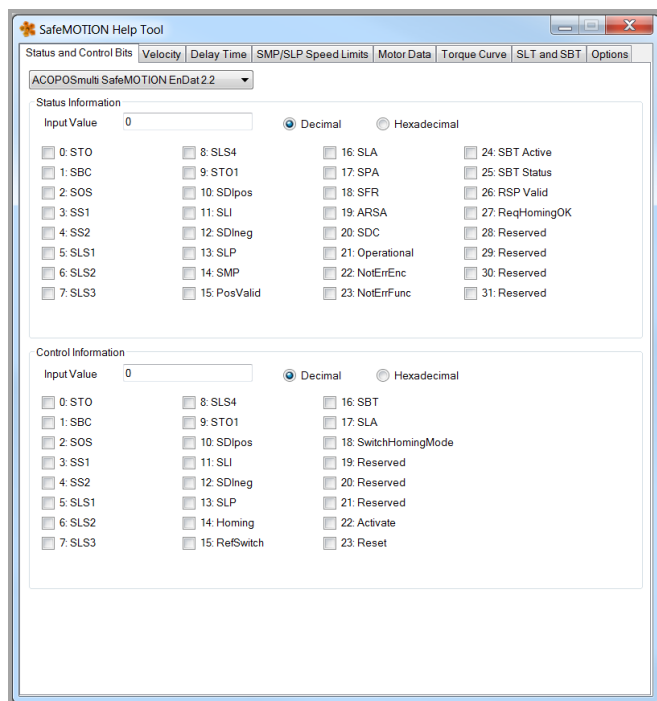 SafeMOTION Help Tool
Status and Control Bits Velocity Delay Time SMP/SLP Speed Limits Motor Data Torque Curve SLT and SBT Options
ACOPOSmulti SafeMOTION EnDat 2.2
Status Information
Input Value 0 Decimal Hexadecimal
0: STO 8: SLS4 16: SLA 24: SBT Active
1: SBC 9: STO1 17: SPA 25: SBT Status
2: SOS 10: SDIpos 18: SFR 26: RSP Valid
3: SS1 11: SLI 19: ARSA 27: ReqHomingOK
4: SS2 12: SDIneg 20: SDC 28: Reserved
5: SLS1 13: SLP 21: Operational 29: Reserved
6: SLS2 14: SMP 22: NotErrEnc 30: Reserved
7: SLS3 15: PosValid 23: NotErrFunc 31: Reserved
Control Information
Input Value 0 Decimal Hexadecimal
0: STO 8: SLS4 16: SBT
1: SBC 9: STO1 17: SLA
2: SOS 10: SDIpos 18: SwitchHomingMode
3: SS1 11: SLI 19: Reserved
4: SS2 12: SDIneg 20: Reserved
5: SLS1 13: SLP 21: Reserved
6: SLS2 14: Homing 22: Activate
7: SLS3 15: RefSwitch 23: Reset